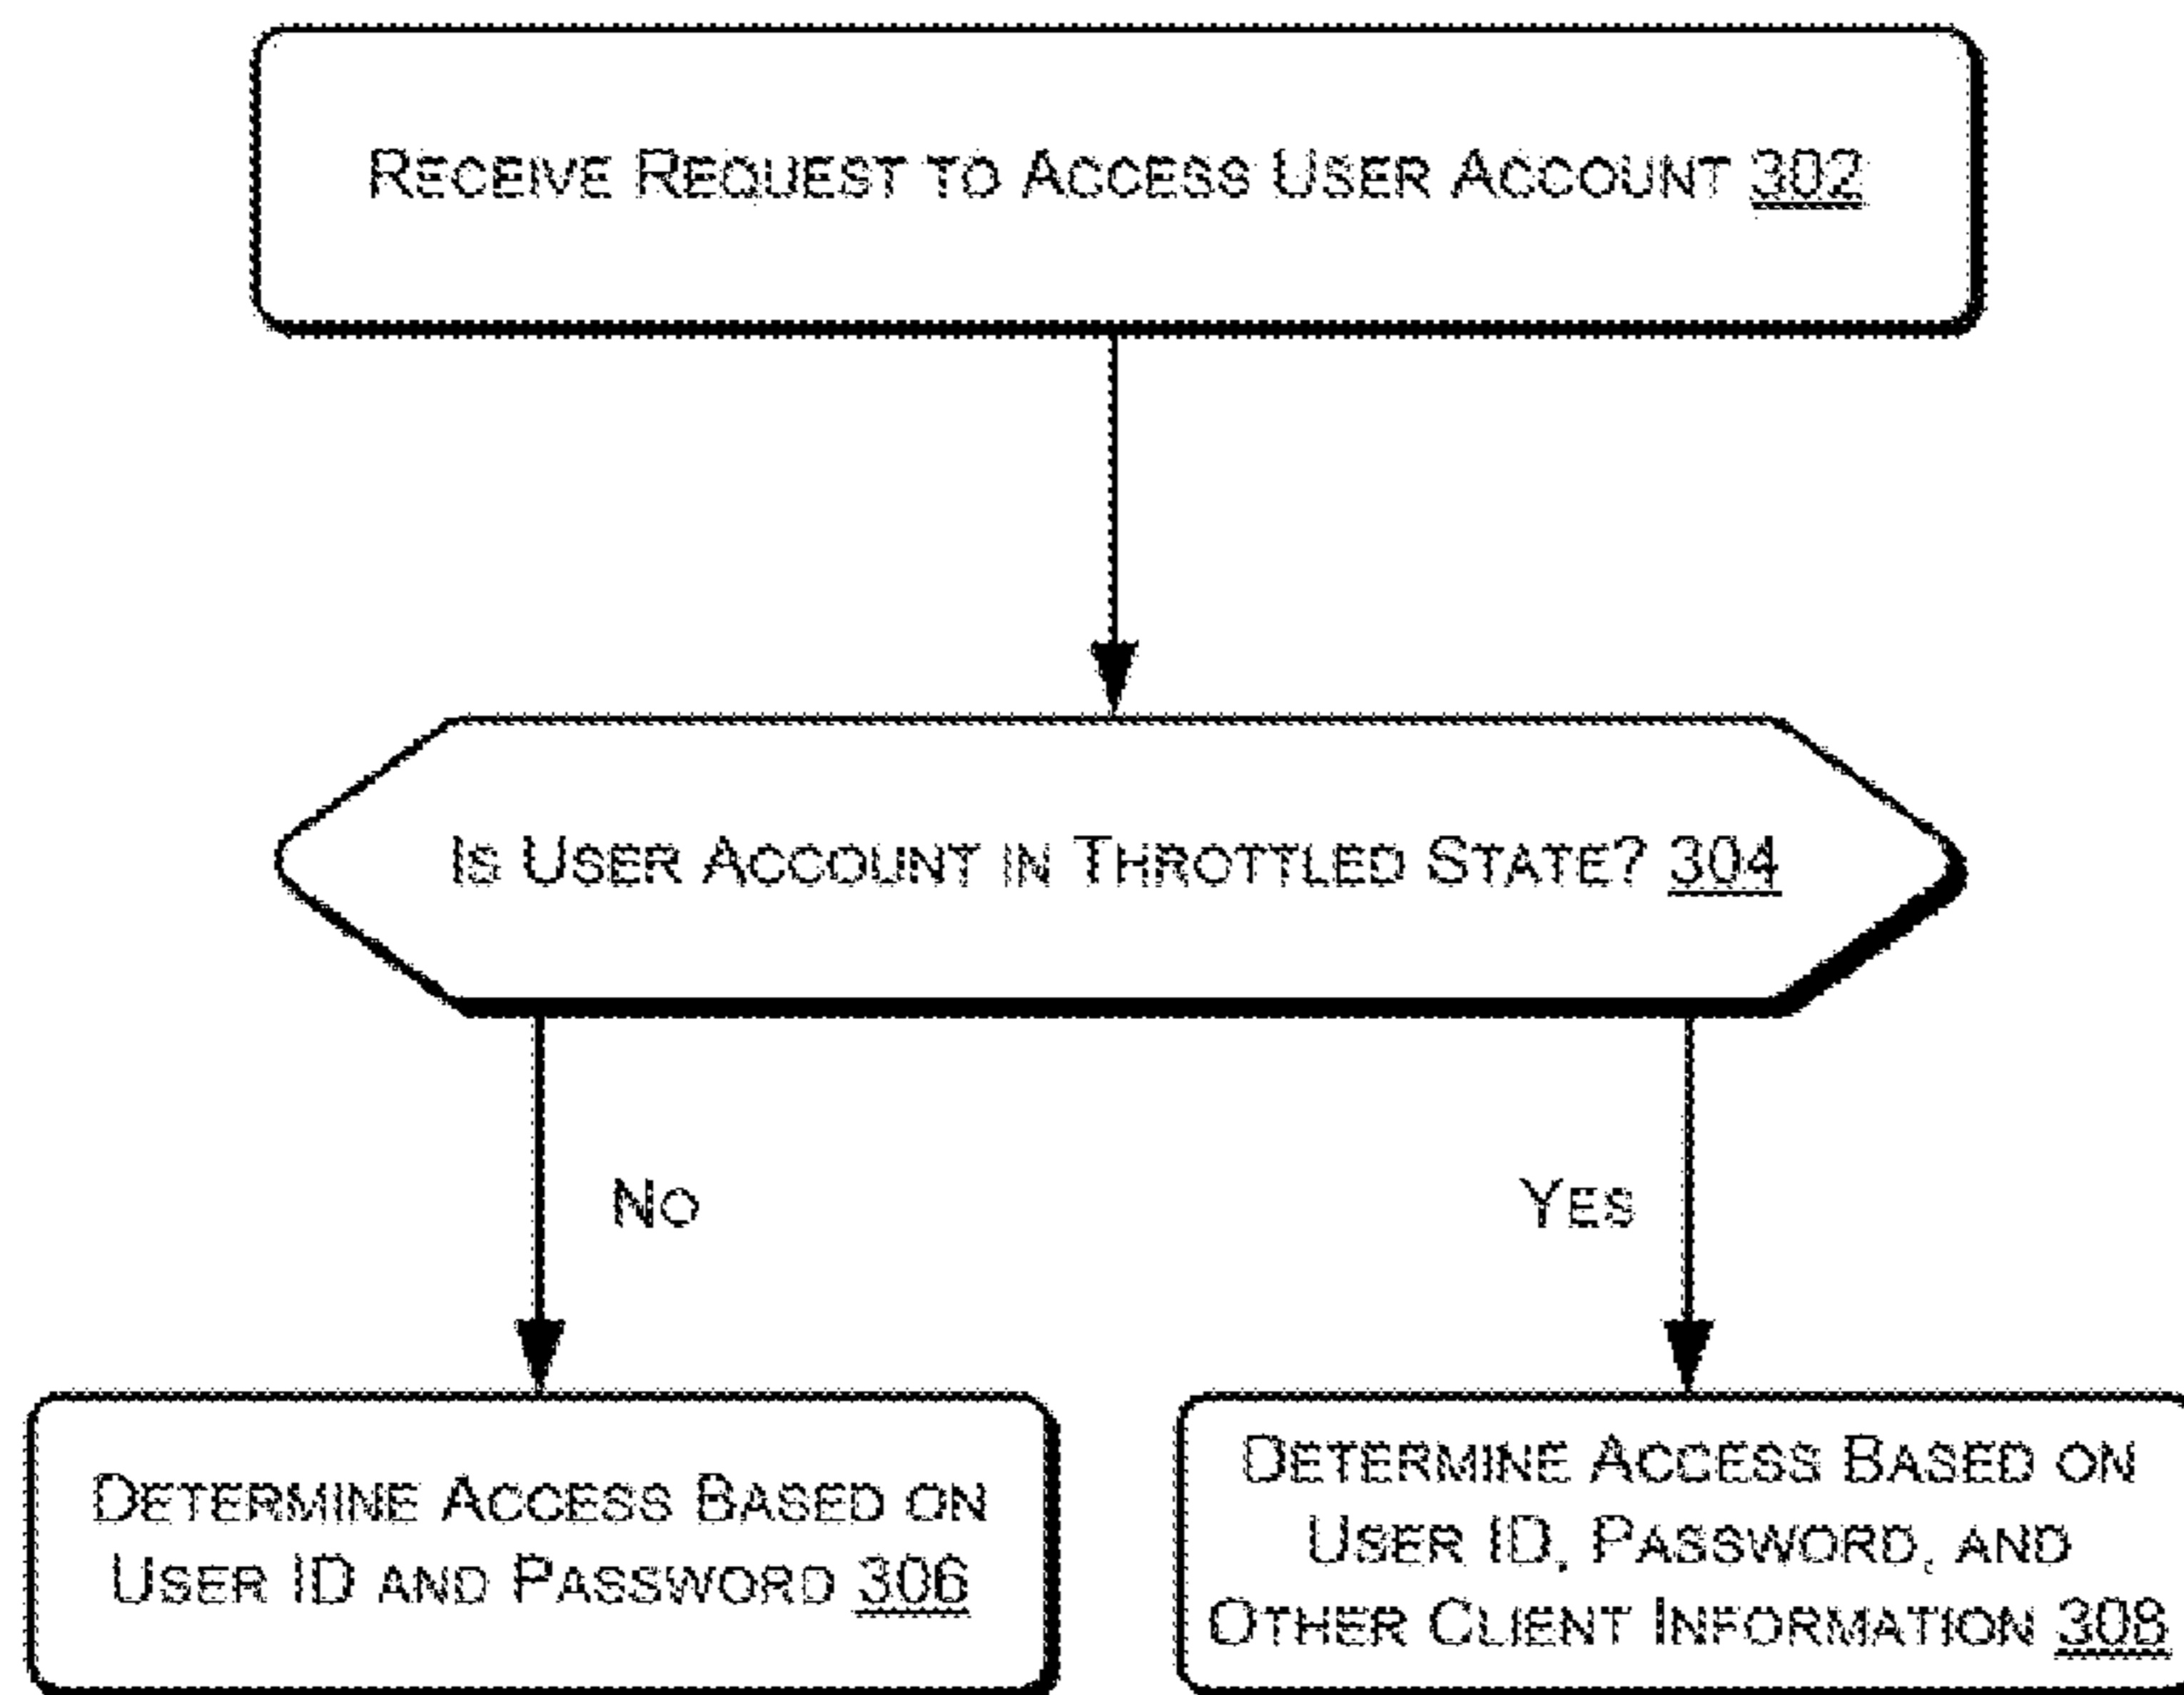 RECEIVE REQUEST TO ACCESS USER ACCOUNT 302
IS USER ACCOUNT IN THROTTLED STATE? 304
NO
YES
DETERMINE ACCESS BASED ON
USER ID AND PASSWORD 306
DETERMINE ACCESS BASED ON
USER ID, PASSWORD, AND
OTHER CLIENT INFORMATION 308